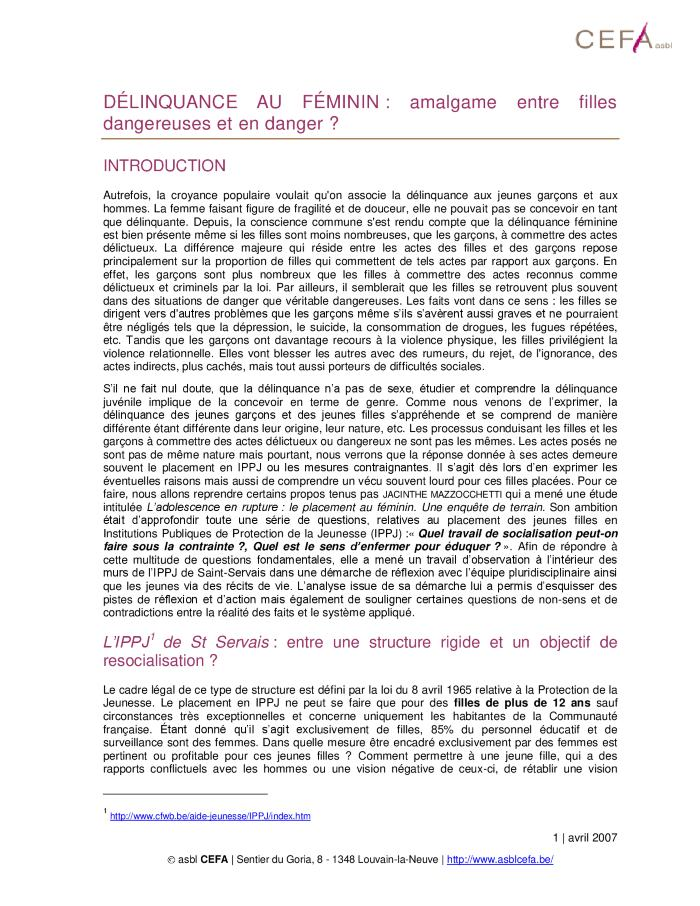 CEFA asbl
DÉLINQUANCE AU FÉMININ : amalgame entre filles
dangereuses et en danger ?
INTRODUCTION
Autrefois, la croyance populaire voulait qu'on associe la délinquance aux jeunes garçons et aux
hommes. La femme faisant figure de fragilité et de douceur, elle ne pouvait pas se concevoir en tant
que délinquante. Depuis, la conscience commune s'est rendu compte que la délinquance féminine
est bien présente même si les filles sont moins nombreuses, que les garçons, à commettre des actes
délictueux. La différence majeure qui réside entre les actes des filles et des garçons repose
principalement sur la proportion de filles qui commettent de tels actes par rapport aux garçons. En
effet, les garçons sont plus nombreux que les filles à commettre des actes reconnus comme
délictueux et criminels par la loi. Par ailleurs, il semblerait que les filles se retrouvent plus souvent
dans des situations de danger que véritable dangereuses. Les faits vont dans ce sens : les filles se
dirigent vers d'autres problèmes que les garçons même s'ils s'avèrent aussi graves et ne pourraient
être négligés tels que la dépression, le suicide, la consommation de drogues, les fugues répétées,
etc. Tandis que les garçons ont davantage recours à la violence physique, les filles privilégient la
violence relationnelle. Elles vont blesser les autres avec des rumeurs, du rejet, de l'ignorance, des
actes indirects, plus cachés, mais tout aussi porteurs de difficultés sociales.
S'il ne fait nul doute, que la délinquance n'a pas de sexe, étudier et comprendre la délinquance
juvénile implique de la concevoir en terme de genre. Comme nous venons de l'exprimer, la
délinquance des jeunes garçons et des jeunes filles s'appréhende et se comprend de manière
différente étant différente dans leur origine, leur nature, etc. Les processus conduisant les filles et les
garçons à commettre des actes délictueux ou dangereux ne sont pas les mêmes. Les actes posés ne
sont pas de même nature mais pourtant, nous verrons que la réponse donnée à ses actes demeure
souvent le placement en IPPJ ou les mesures contraignantes. Il s'agit dès lors d'en exprimer les
éventuelles raisons mais aussi de comprendre un vécu souvent lourd pour ces filles placées. Pour ce
faire, nous allons reprendre certains propos tenus pas JACINTHE MAZZOCCHETTI qui a mené une étude
intitulée L'adolescence en rupture : le placement au féminin. Une enquête de terrain. Son ambition
était d'approfondir toute une série de questions, relatives au placement des jeunes filles en
Institutions Publiques de Protection de la Jeunesse (IPPJ) :« Quel travail de socialisation peut-on
faire sous la contrainte ?, Quel est le sens d'enfermer pour éduquer ? ». Afin de répondre à
cette multitude de questions fondamentales, elle a mené un travail d'observation à l'intérieur des
murs de l'IPPJ de Saint-Servais dans une démarche de réflexion avec l'équipe pluridisciplinaire ainsi
que les jeunes via des récits de vie. L'analyse issue de sa démarche lui a permis d'esquisser des
pistes de réflexion et d'action mais également de souligner certaines questions de non-sens et de
contradictions entre la réalité des faits et le système appliqué.
L'IPPJ1 de St Servais : entre une structure rigide et un objectif de
resocialisation ?
Le cadre légal de ce type de structure est défini par la loi du 8 avril 1965 relative à la Protection de la
Jeunesse. Le placement en IPPJ ne peut se faire que pour des filles de plus de 12 ans sauf
circonstances très exceptionnelles et concerne uniquement les habitantes de la Communauté
française. Étant donné qu'il s'agit exclusivement de filles, 85% du personnel éducatif et de
surveillance sont des femmes. Dans quelle mesure être encadré exclusivement par des femmes est
pertinent ou profitable pour ces jeunes filles ? Comment permettre à une jeune fille, qui a des
rapports conflictuels avec les hommes ou une vision négative de ceux-ci, de rétablir une vision
1 http://www.cfwb.be/aide-jeunesse/IPPJ/index.htm
1 | avril 2007
© asbl CEFA | Sentier du Goria, 8 - 1348 Louvain-la-Neuve | http://www.asblcefa.be/